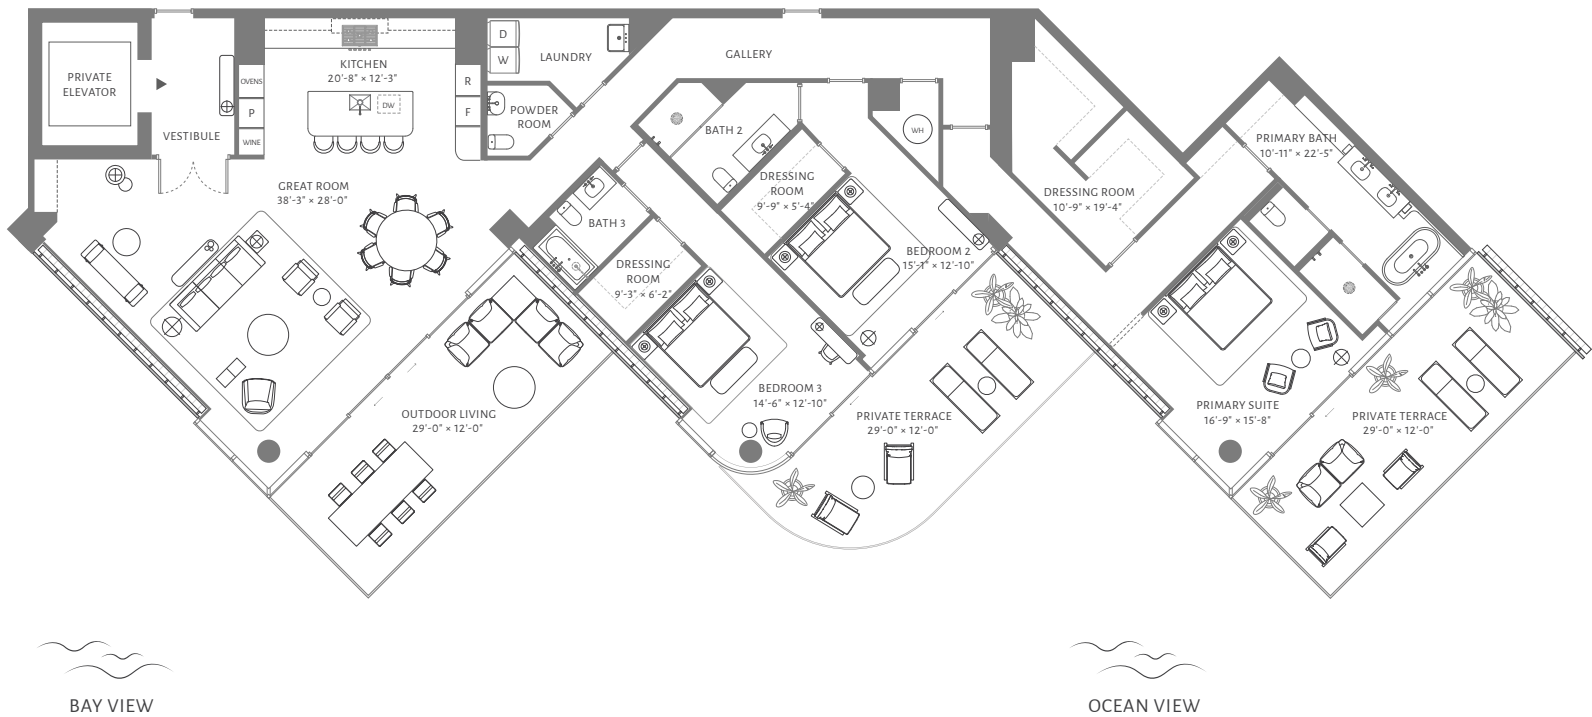 PRIVATE
ELEVATOR
VESTIBULE
OVENS
P
WINE
KITCHEN
20'-8" × 12'-3"
DW
R
F
D
W
LAUNDRY
POWDER
ROOM
GALLERY
GREAT ROOM
38'-3" × 28'-0"
BATH 2
WH
DRESSING
ROOM
9'-9" × 5'-4"
BATH 3
DRESSING
ROOM
9'-3" × 6'-2"
BEDROOM 2
15'-1" × 12'-10"
DRESSING ROOM
10'-9" × 19'-4"
PRIMARY BATH
10'-11" × 22'-5"
BEDROOM 3
14'-6" × 12'-10"
OUTDOOR LIVING
29'-0" × 12'-0"
PRIVATE TERRACE
29'-0" × 12'-0"
PRIMARY SUITE
16'-9" × 15'-8"
PRIVATE TERRACE
29'-0" × 12'-0"
BAY VIEW
OCEAN VIEW